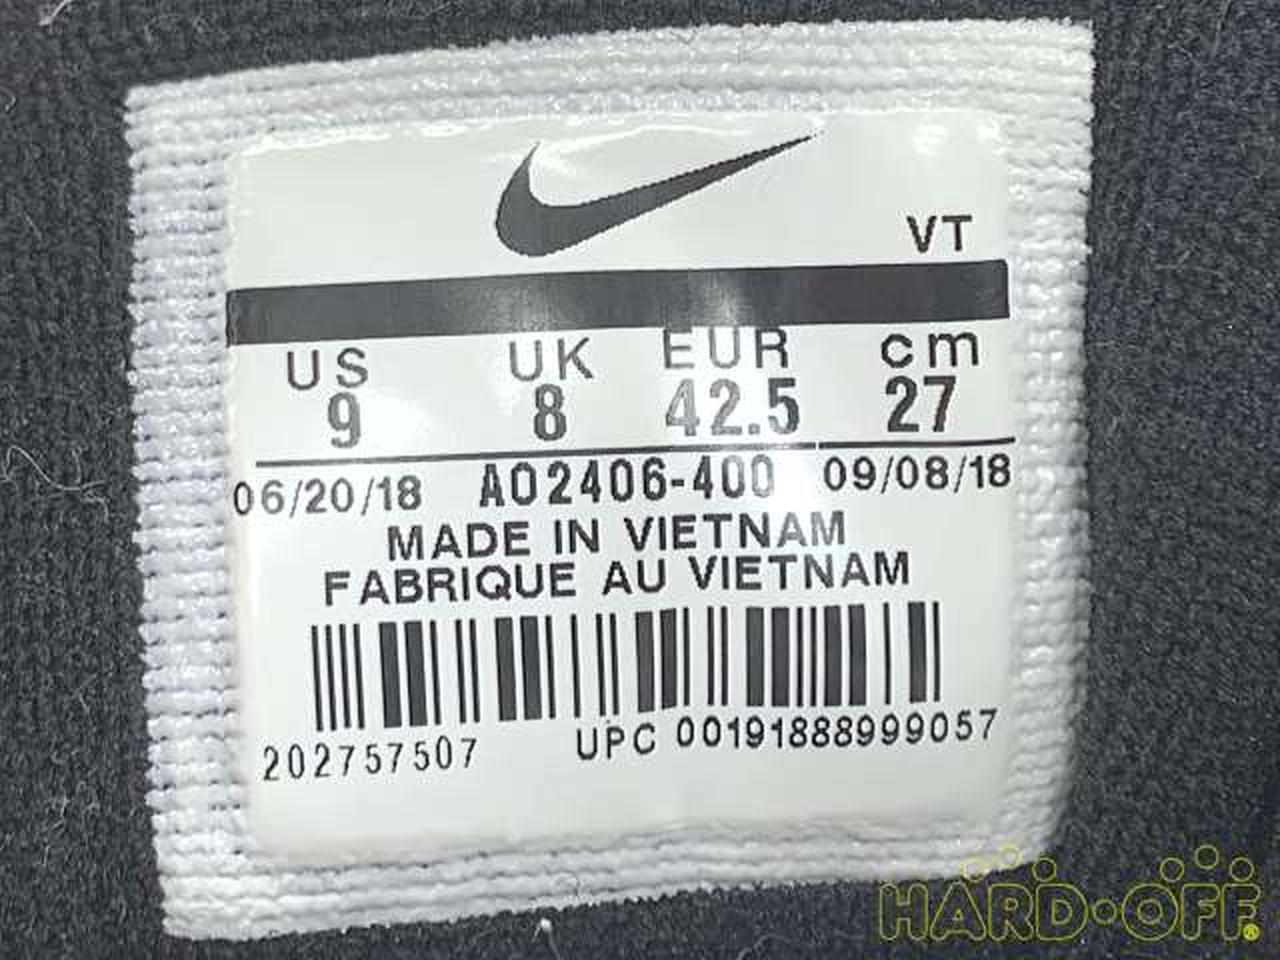 VT
US UK EUR cm
9 8 42.5 27
06/20/18 AO2406-400 09/08/18
MADE IN VIETNAM
FABRIQUE AU VIETNAM
202757507 UPC 00191888999057
HARD·OFF®